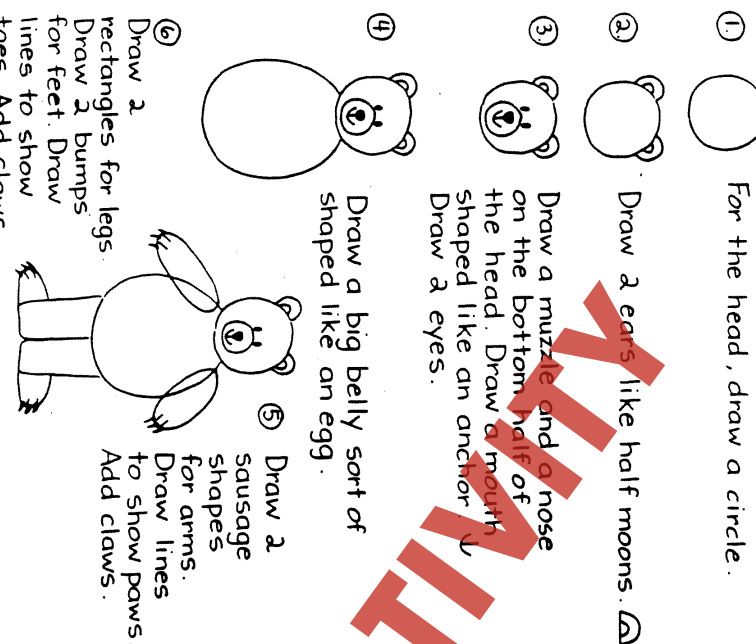 1.
For the head, draw a circle.
2.
Draw 2 ears like half moons.
3.
Draw a muzzle and a nose
on the bottom half of
the head. Draw a mouth
shaped like an anchor.
Draw 2 eyes.
4
Draw a big belly sort of
shaped like an egg.
5
Draw 2
sausage
shapes
for arms.
Draw lines
to show paws
Add claws.
6
Draw 2
rectangles for legs.
Draw 2 bumps
for feet. Draw
lines to show
toes. Add claws
TIVITY